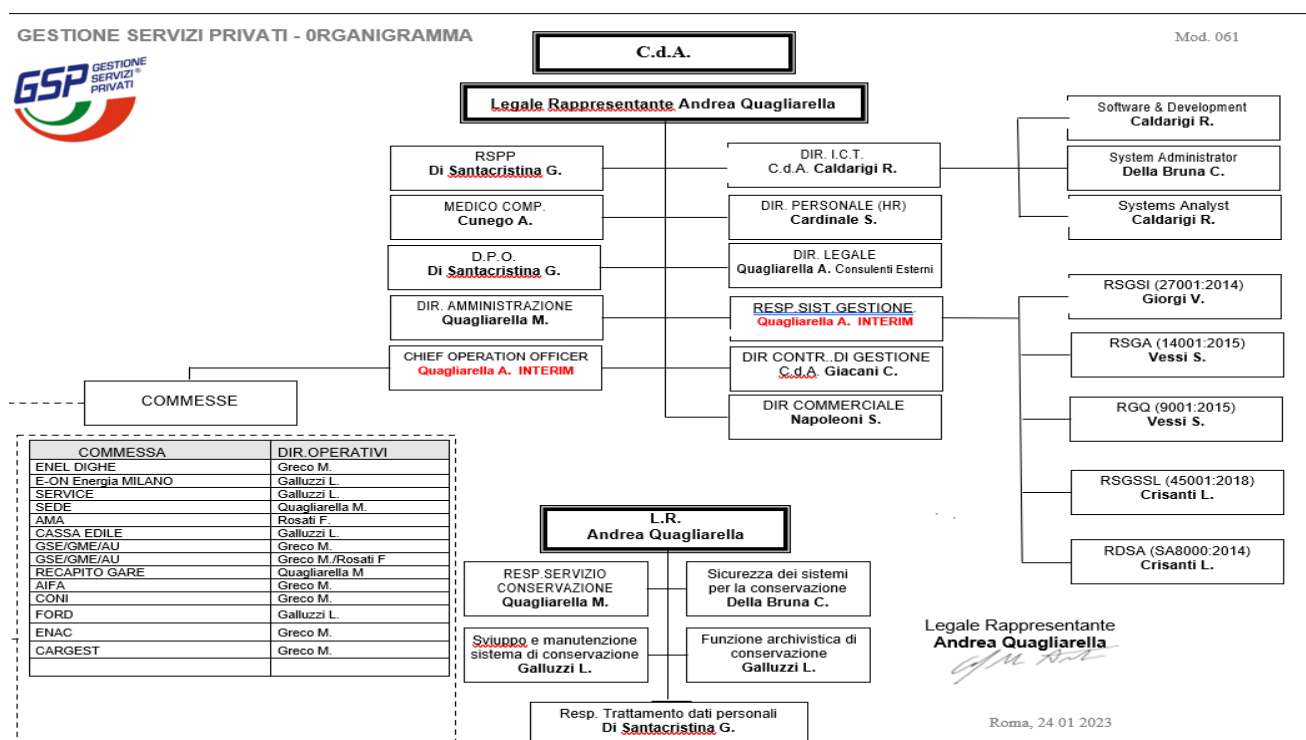 GESTIONE SERVIZI PRIVATI - 0RGANIGRAMMA
Mod. 061
GSP GESTIONE
SERVIZI®
PRIVATI
C.d.A.
Legale Rappresentante Andrea Quagliarella
RSPP
Di Santacristina G.
MEDICO COMP.
Cunego A.
D.P.O.
Di Santacristina G.
DIR. AMMINISTRAZIONE
Quagliarella M.
CHIEF OPERATION OFFICER
Quagliarella A. INTERIM
DIR. I.C.T.
C.d.A. Caldarigi R.
DIR. PERSONALE (HR)
Cardinale S.
DIR. LEGALE
Quagliarella A. Consulenti Esterni
RESP.SIST.GESTIONE.
Quagliarella A. INTERIM
DIR CONTR..DI GESTIONE
C.d.A. Giacani C.
DIR COMMERCIALE
Napoleoni S.
Software & Development
Caldarigi R.
System Administrator
Della Bruna C.
Systems Analyst
Caldarigi R.
RSGSI (27001:2014)
Giorgi V.
RSGA (14001:2015)
Vessi S.
RGQ (9001:2015)
Vessi S.
RSGSSL (45001:2018)
Crisanti L.
RDSA (SA8000:2014)
Crisanti L.
COMMESSE
COMMESSA DIR.OPERATIVI
ENEL DIGHE Greco M.
E-ON Energia MILANO Galluzzi L.
SERVICE Galluzzi L.
SEDE Quagliarella M.
AMA Rosati F.
CASSA EDILE Galluzzi L.
GSE/GME/AU Greco M.
GSE/GME/AU Greco M./Rosati F
RECAPITO GARE Quagliarella M
AIFA Greco M.
CONI Greco M.
FORD Galluzzi L.
ENAC Greco M.
CARGEST Greco M.
L.R.
Andrea Quagliarella
RESP.SERVIZIO
CONSERVAZIONE
Quagliarella M.
Sicurezza dei sistemi
per la conservazione
Della Bruna C.
Sviluppo e manutenzione
sistema di conservazione
Galluzzi L.
Funzione archivistica di
conservazione
Galluzzi L.
Resp. Trattamento dati personali
Di Santacristina G.
Legale Rappresentante
Andrea Quagliarella
Roma, 24 01 2023